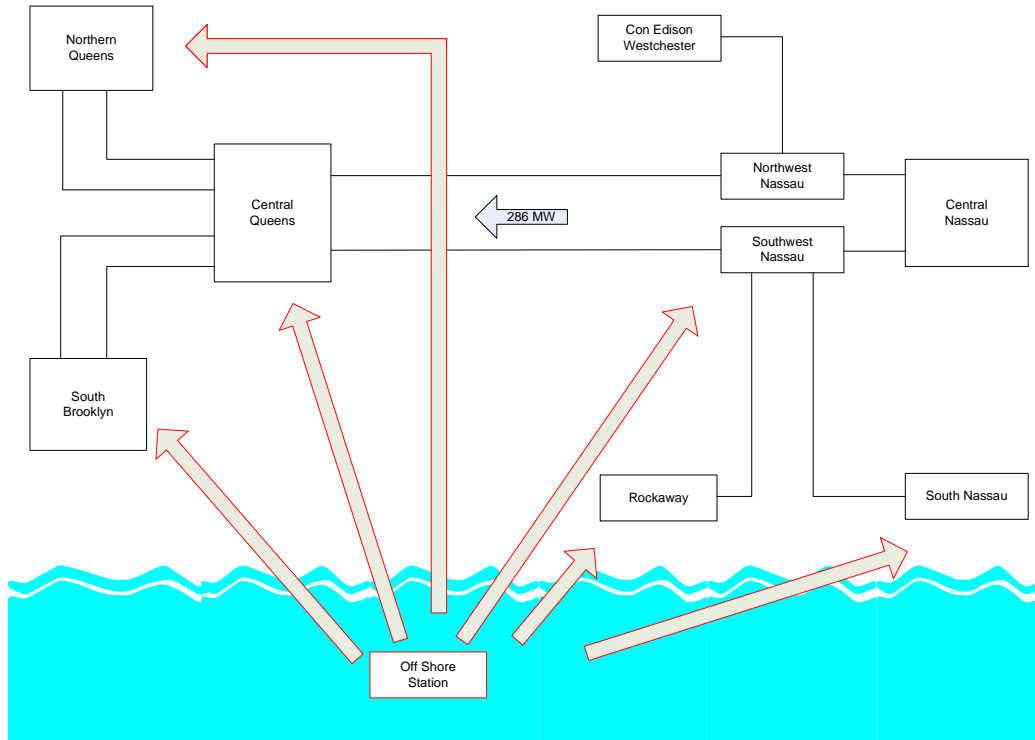 Northern
Queens
Con Edison
Westchester
Central
Queens
Northwest
Nassau
Central
Nassau
286 MW
Southwest
Nassau
South
Brooklyn
Rockaway
South Nassau
Off Shore
Station